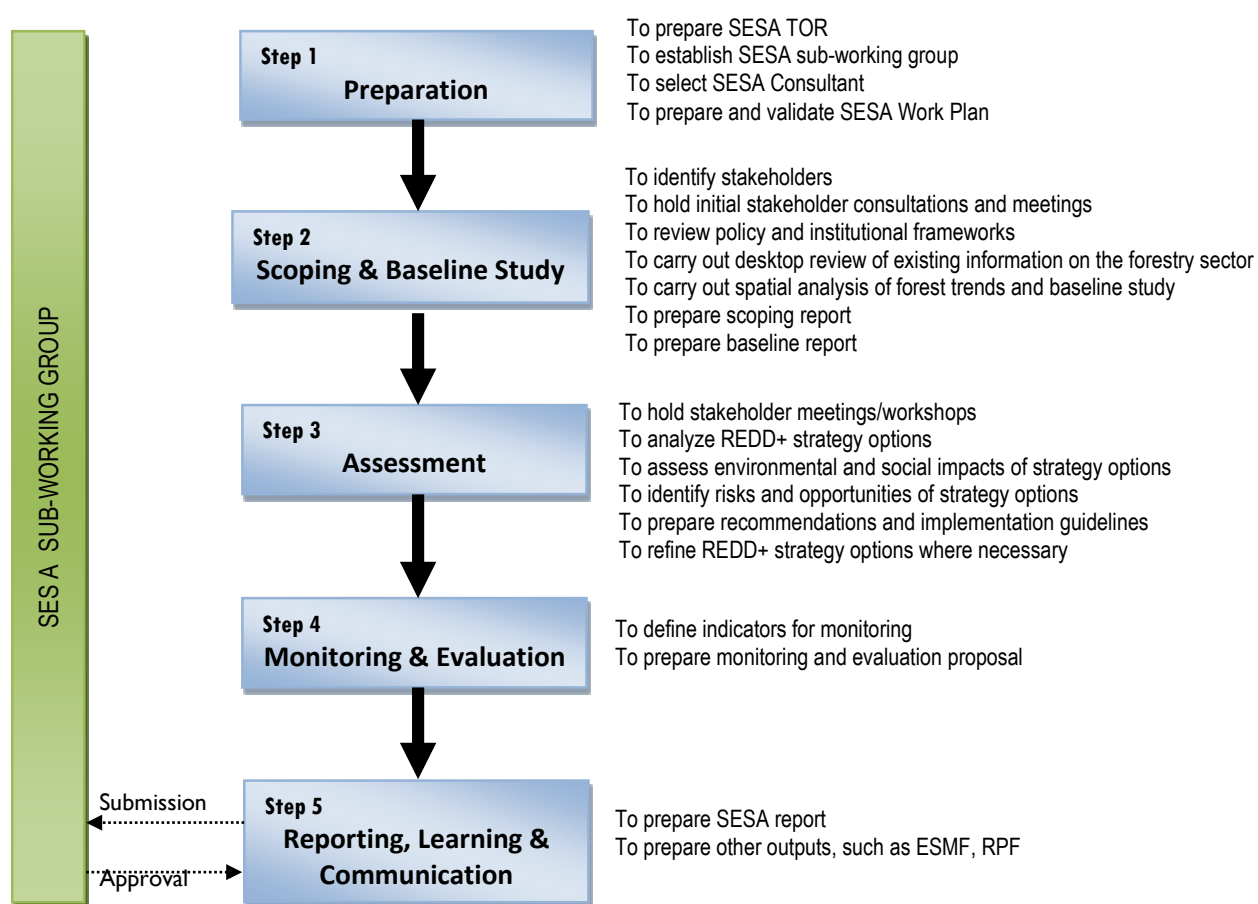 SES A SUB-WORKING GROUP
Step 1
Preparation
To prepare SESA TOR
To establish SESA sub-working group
To select SESA Consultant
To prepare and validate SESA Work Plan
Step 2
Scoping & Baseline Study
To identify stakeholders
To hold initial stakeholder consultations and meetings
To review policy and institutional frameworks
To carry out desktop review of existing information on the forestry sector
To carry out spatial analysis of forest trends and baseline study
To prepare scoping report
To prepare baseline report
Step 3
Assessment
To hold stakeholder meetings/workshops
To analyze REDD+ strategy options
To assess environmental and social impacts of strategy options
To identify risks and opportunities of strategy options
To prepare recommendations and implementation guidelines
To refine REDD+ strategy options where necessary
Step 4
Monitoring & Evaluation
To define indicators for monitoring
To prepare monitoring and evaluation proposal
Submission
Approval
Step 5
Reporting, Learning &
Communication
To prepare SESA report
To prepare other outputs, such as ESMF, RPF